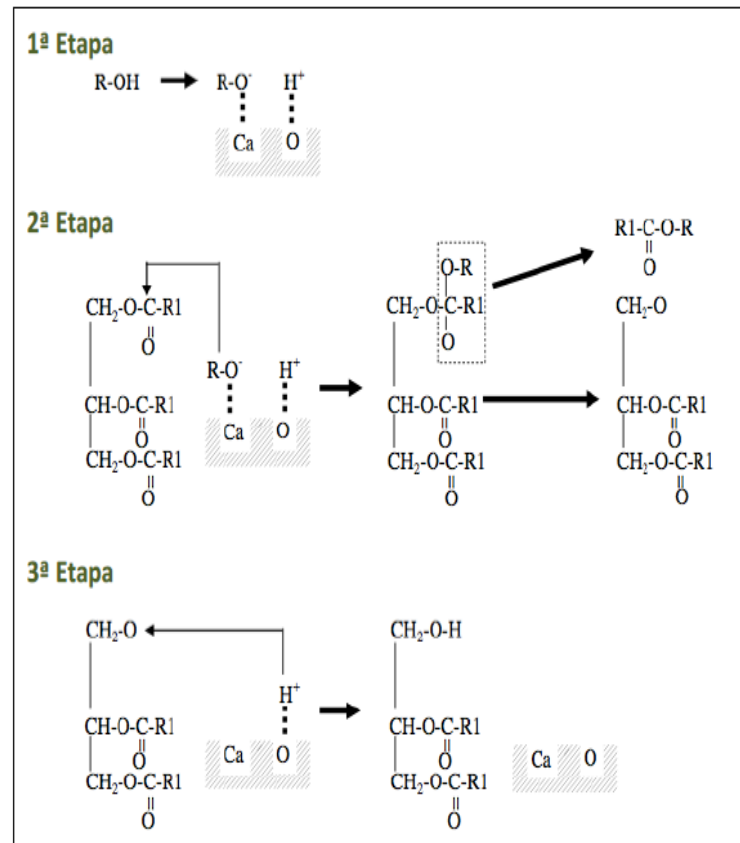 1ª Etapa
R-OH R-O⁻ H⁺
Ca O
2ª Etapa
R1-C-O-R
O
O-R
CH₂-O-C-R1 CH₂-O-C-R1 CH₂-O
O O
R-O⁻ H⁺
CH-O-C-R1 CH-O-C-R1 CH-O-C-R1
O Ca O O O
CH₂-O-C-R1 CH₂-O-C-R1 CH₂-O-C-R1
O O O
3ª Etapa
CH₂-O CH₂-O-H
H⁺
CH-O-C-R1 CH-O-C-R1
O Ca O O Ca O
CH₂-O-C-R1 CH₂-O-C-R1
O O